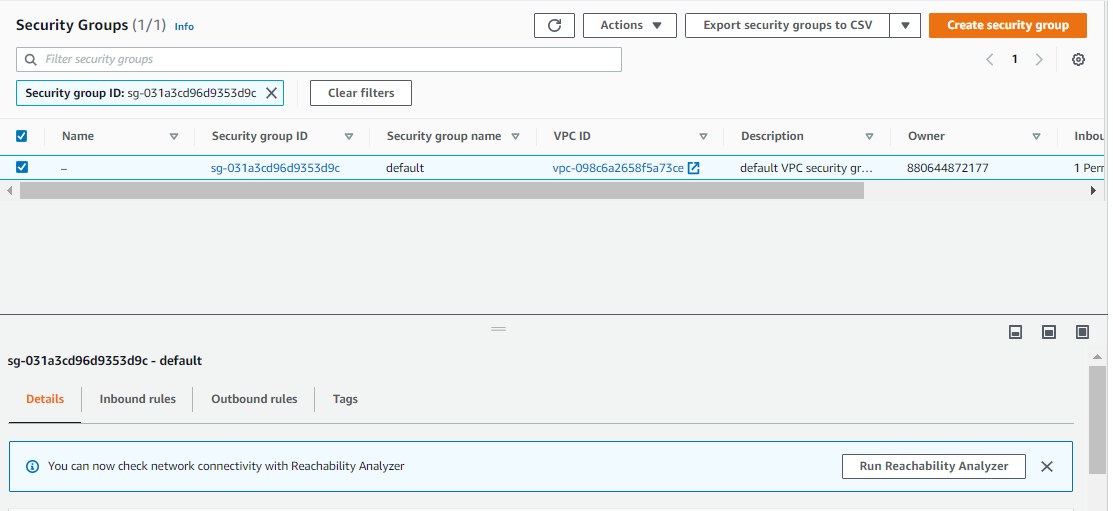 Security Groups (1/1) Info Actions Export security groups to CSV Create security group
Filter security groups 1
Security group ID: sg-031a3cd96d9353d9c Clear filters
Name Security group ID Security group name VPC ID Description Owner Inbou
– sg-031a3cd96d9353d9c default vpc-098c6a2658f5a73ce default VPC security gr... 880644872177 1 Perm
sg-031a3cd96d9353d9c - default
Details Inbound rules Outbound rules Tags
You can now check network connectivity with Reachability Analyzer Run Reachability Analyzer